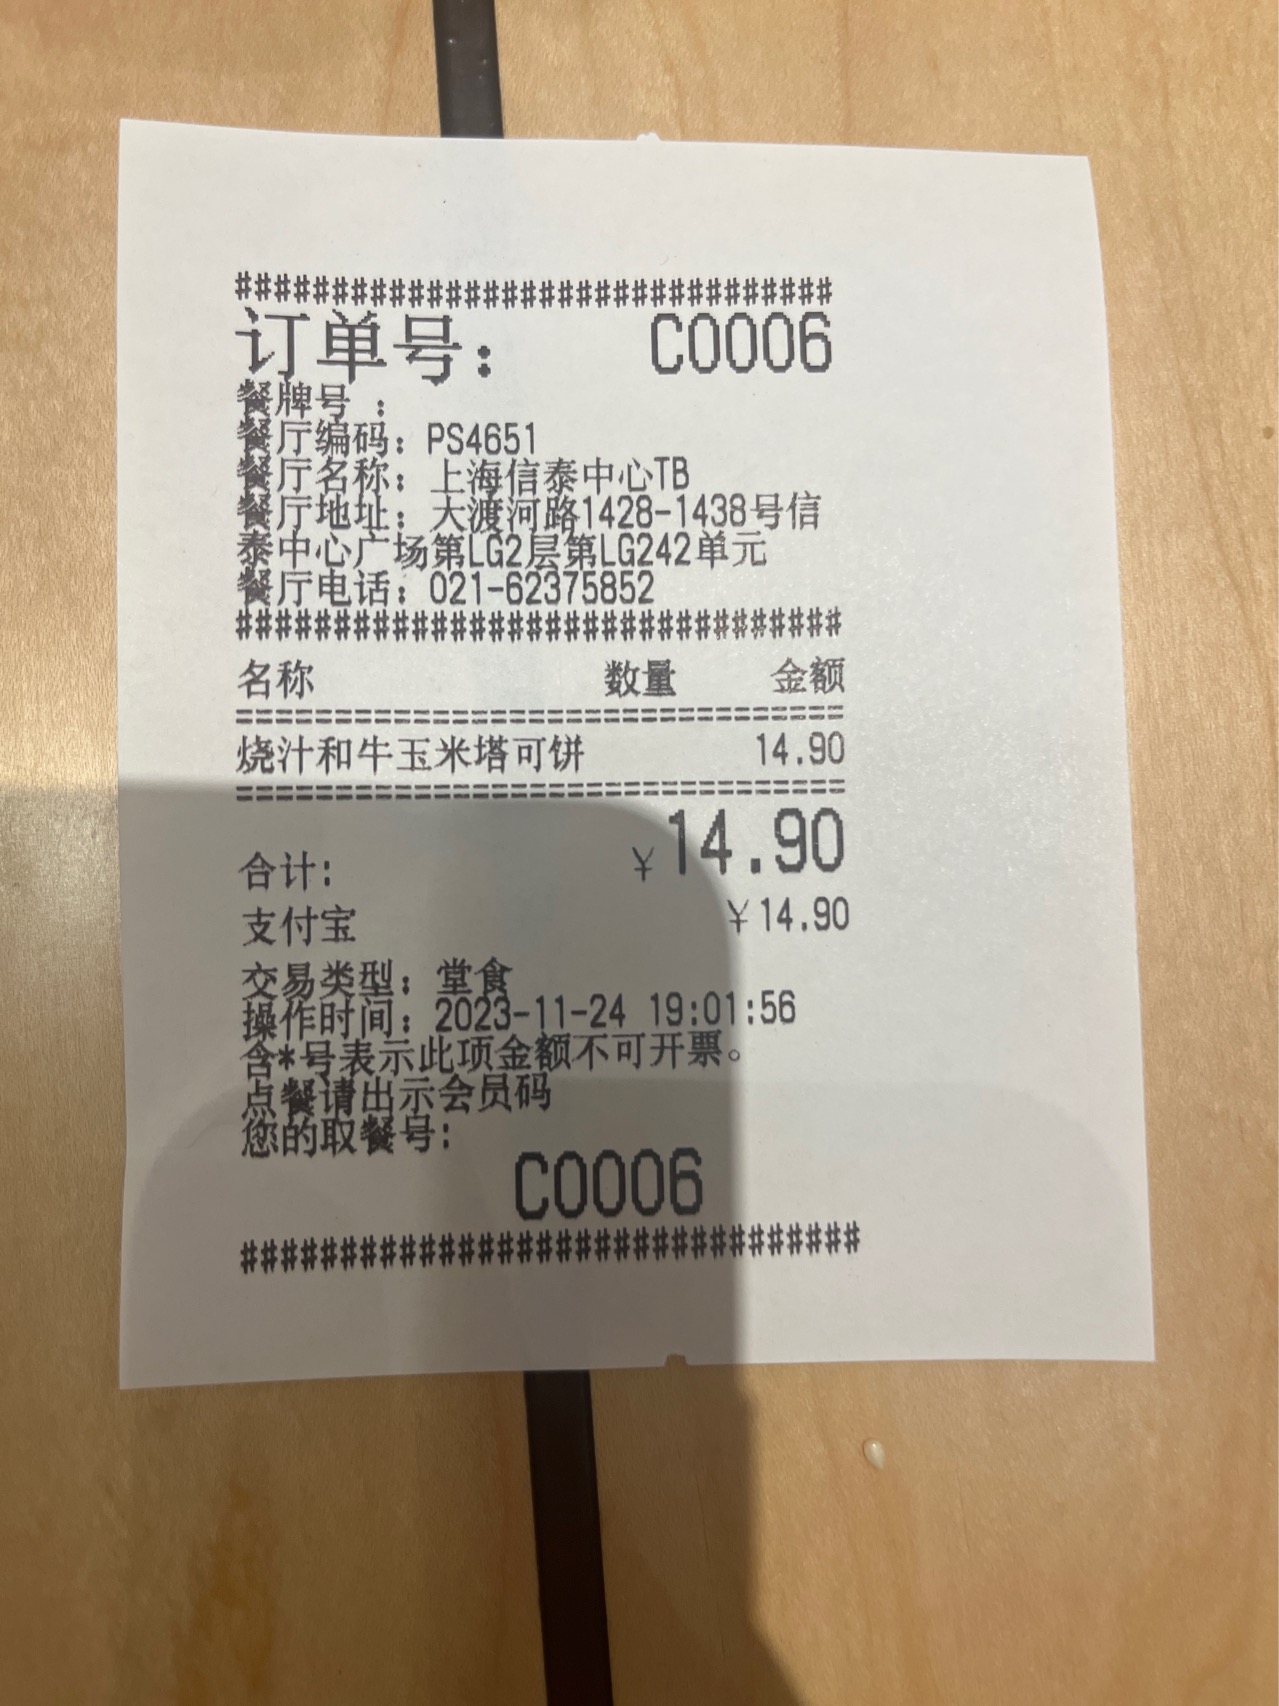 ###############################
订单号： C0006
餐牌号 ：
餐厅编码：PS4651
餐厅名称：上海信泰中心TB
餐厅地址：大渡河路1428-1438号信
泰中心广场第LG2层第LG242单元
餐厅电话：021-62375852
###############################
名称 数量 金额
===============================
烧汁和牛玉米塔可饼 14.90
===============================
合计: ¥14.90
支付宝 ¥14.90
交易类型：堂食
操作时间：2023-11-24 19:01:56
含*号表示此项金额不可开票。
点餐请出示会员码
您的取餐号:
C0006
###############################